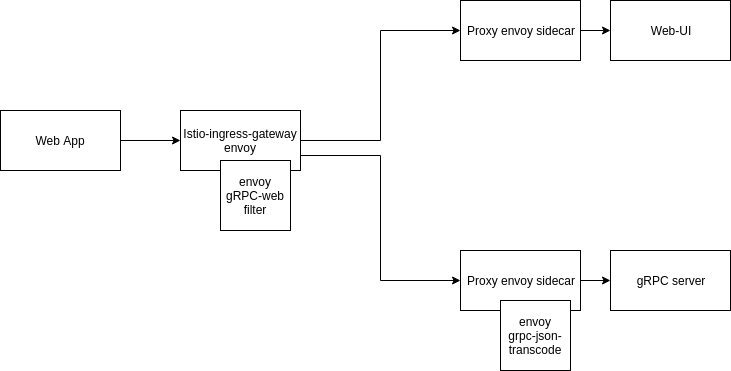 Proxy envoy sidecar
Web-UI
Web App
Istio-ingress-gateway
envoy
envoy
gRPC-web
filter
Proxy envoy sidecar
gRPC server
envoy
grpc-json-
transcode